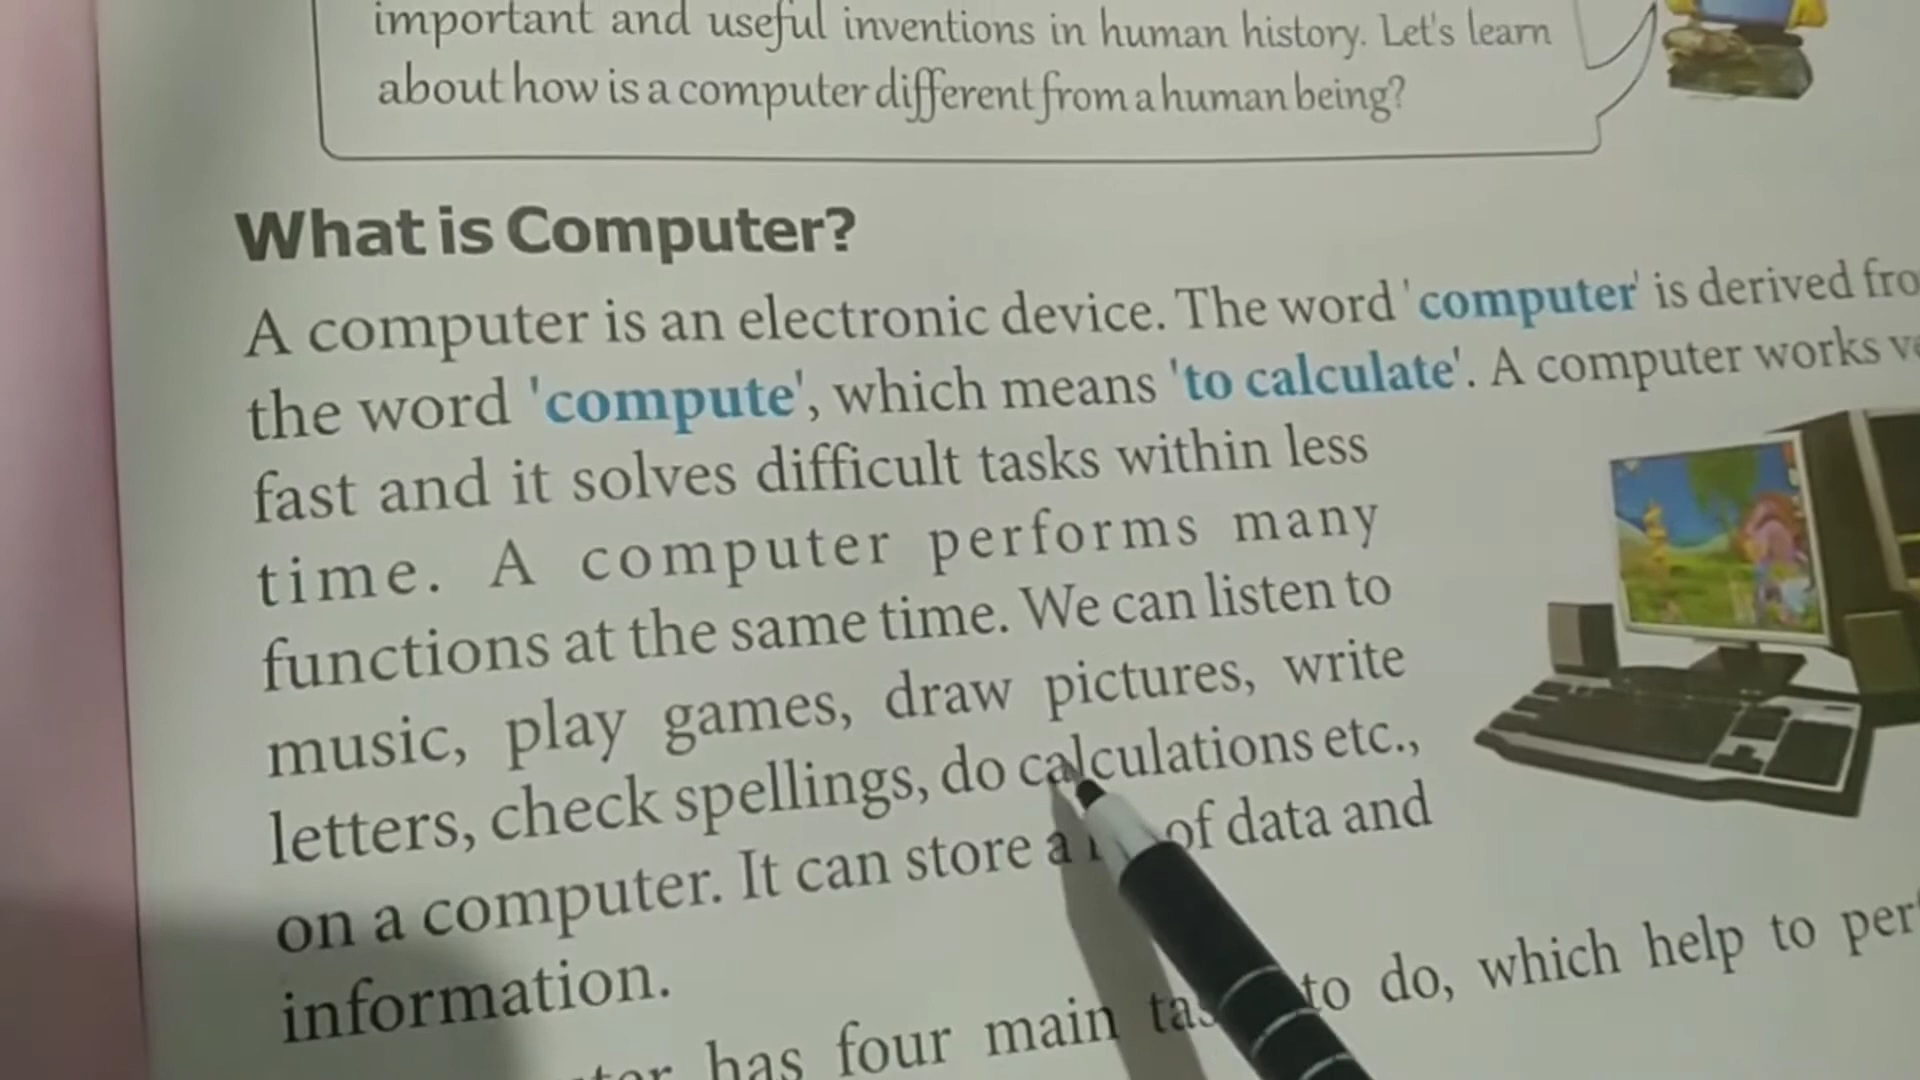 important and useful inventions in human history. Let's learn
about how is a computer different from a human being?
What is Computer?
A computer is an electronic device. The word 'computer' is derived fro
the word 'compute', which means 'to calculate'. A computer works ve
fast and it solves difficult tasks within less
time. A computer performs many
functions at the same time. We can listen to
music, play games, draw pictures, write
letters, check spellings, do calculations etc.,
on a computer. It can store a of data and
information.
has four main to do, which help to perf